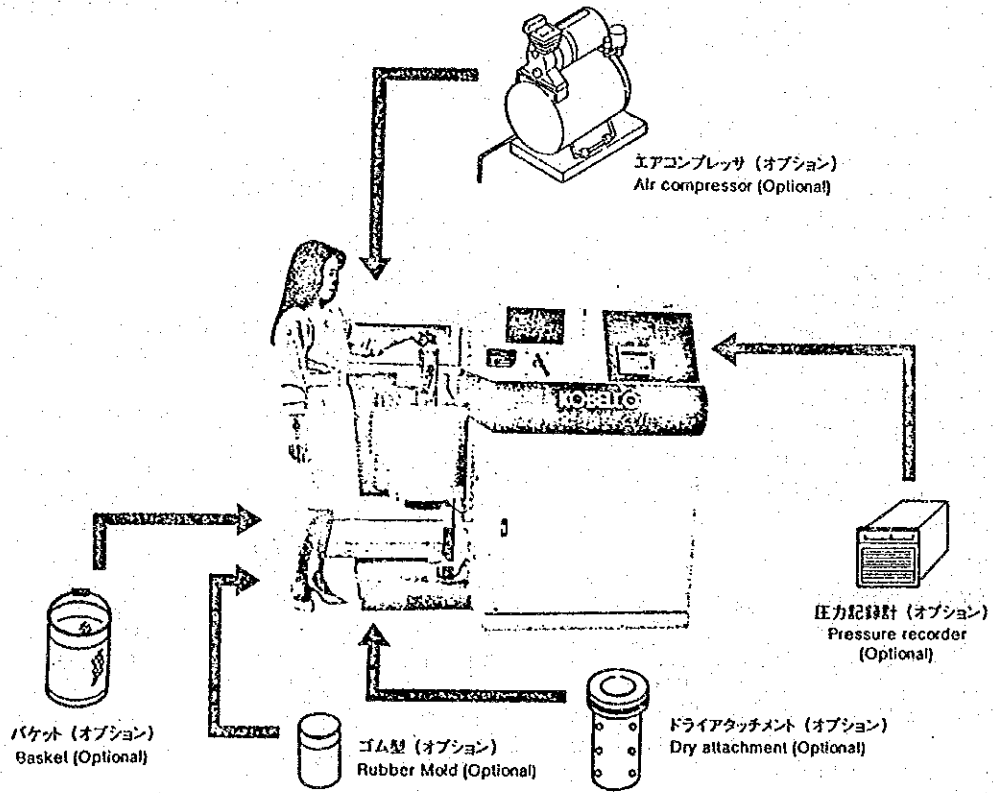 エアコンプレッサ（オプション）
Air compressor (Optional)
KOBELCO
圧力記録計（オプション）
Pressure recorder
(Optional)
バケット（オプション）
Basket (Optional)
ゴム型（オプション）
Rubber Mold (Optional)
ドライアタッチメント（オプション）
Dry attachment (Optional)